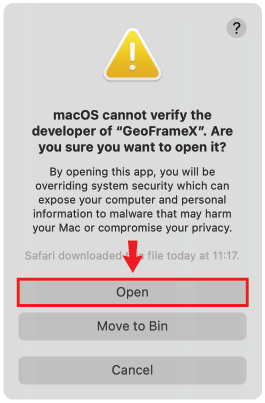 ?
macOS cannot verify the
developer of “GeoFrameX”. Are
you sure you want to open it?
By opening this app, you will be
overriding system security which can
expose your computer and personal
information to malware that may harm
your Mac or compromise your privacy.
Safari downloaded this file today at 11:17.
Open
Move to Bin
Cancel